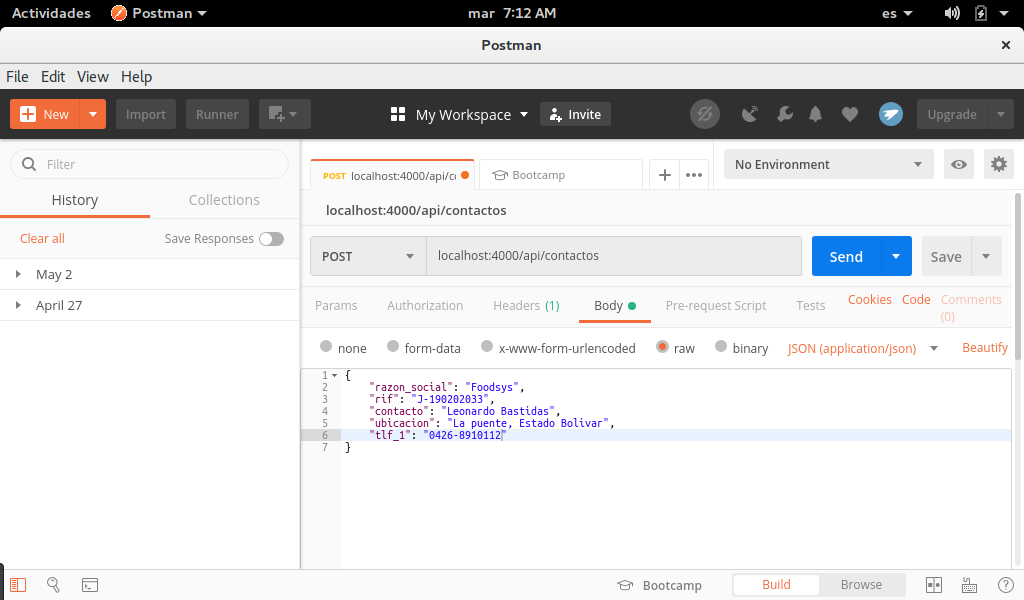 Actividades Postman mar 7:12 AM es
Postman
File Edit View Help
New Import Runner My Workspace Invite Upgrade
Filter
History Collections
Clear all Save Responses
May 2
April 27
POST localhost:4000/api/c Bootcamp No Environment
localhost:4000/api/contactos
POST localhost:4000/api/contactos Send Save
Params Authorization Headers (1) Body Pre-request Script Tests Cookies Code Comments (0)
none form-data x-www-form-urlencoded raw binary JSON (application/json) Beautify
1 {
2 "razon_social": "Foodsys",
3 "rif": "J-190202033",
4 "contacto": "Leonardo Bastidas",
5 "ubicacion": "La puente, Estado Bolivar",
6 "tlf_1": "0426-8910112"
7 }
Bootcamp Build Browse